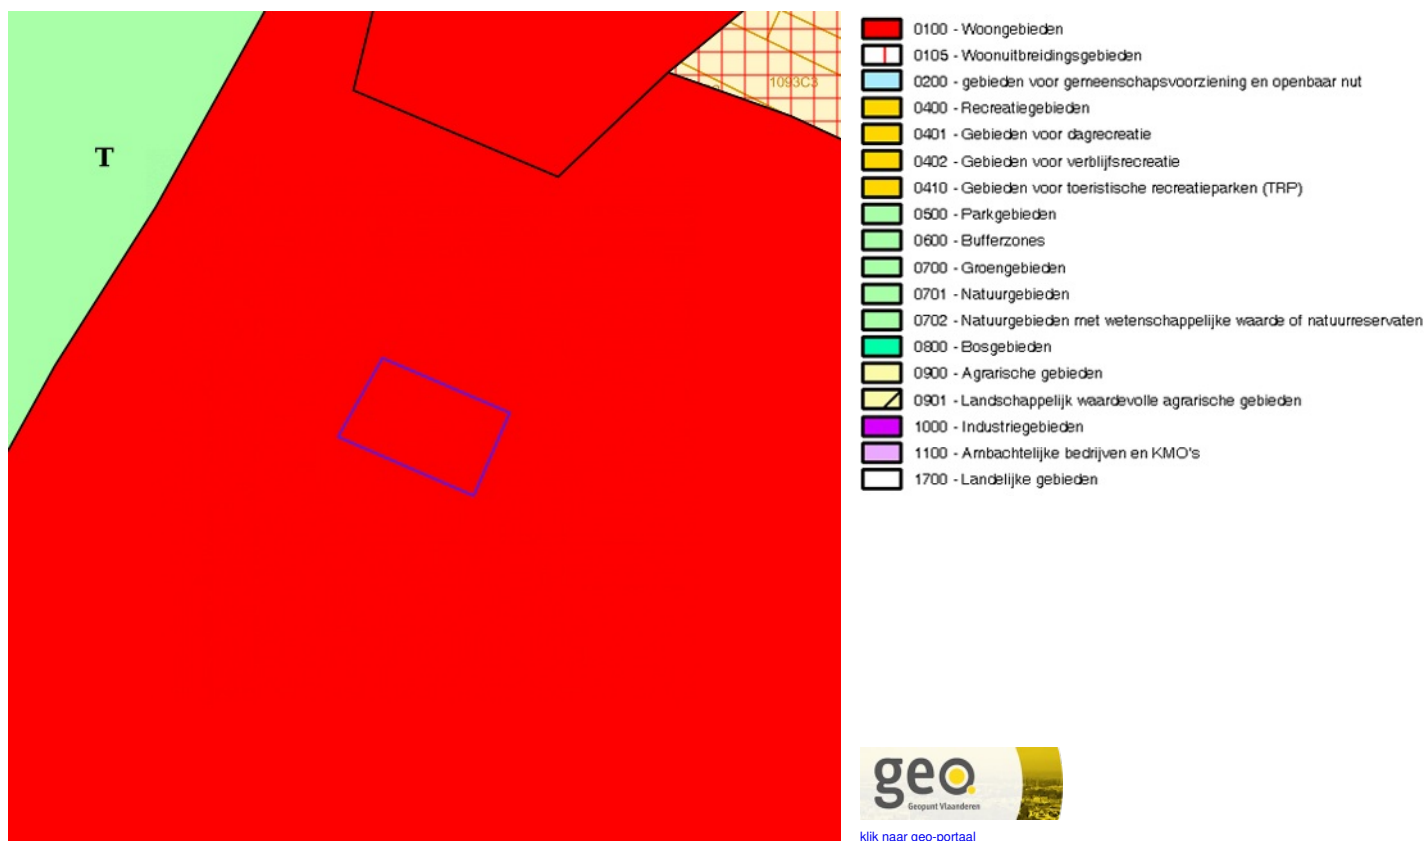 T
1093C3
0100 - Woongebieden
0105 - Woonuitbreidingsgebieden
0200 - gebieden voor gemeenschapsvoorziening en openbaar nut
0400 - Recreatiegebieden
0401 - Gebieden voor dagrecreatie
0402 - Gebieden voor verblijfsrecreatie
0410 - Gebieden voor toeristische recreatieparken (TRP)
0500 - Parkgebieden
0600 - Bufferzones
0700 - Groengebieden
0701 - Natuurgebieden
0702 - Natuurgebieden met wetenschappelijke waarde of natuurreservaten
0800 - Bosgebieden
0900 - Agrarische gebieden
0901 - Landschappelijk waardevolle agrarische gebieden
1000 - Industriegebieden
1100 - Ambachtelijke bedrijven en KMO's
1700 - Landelijke gebieden
geo
Geopunt Vlaanderen
klik naar geo-portaal